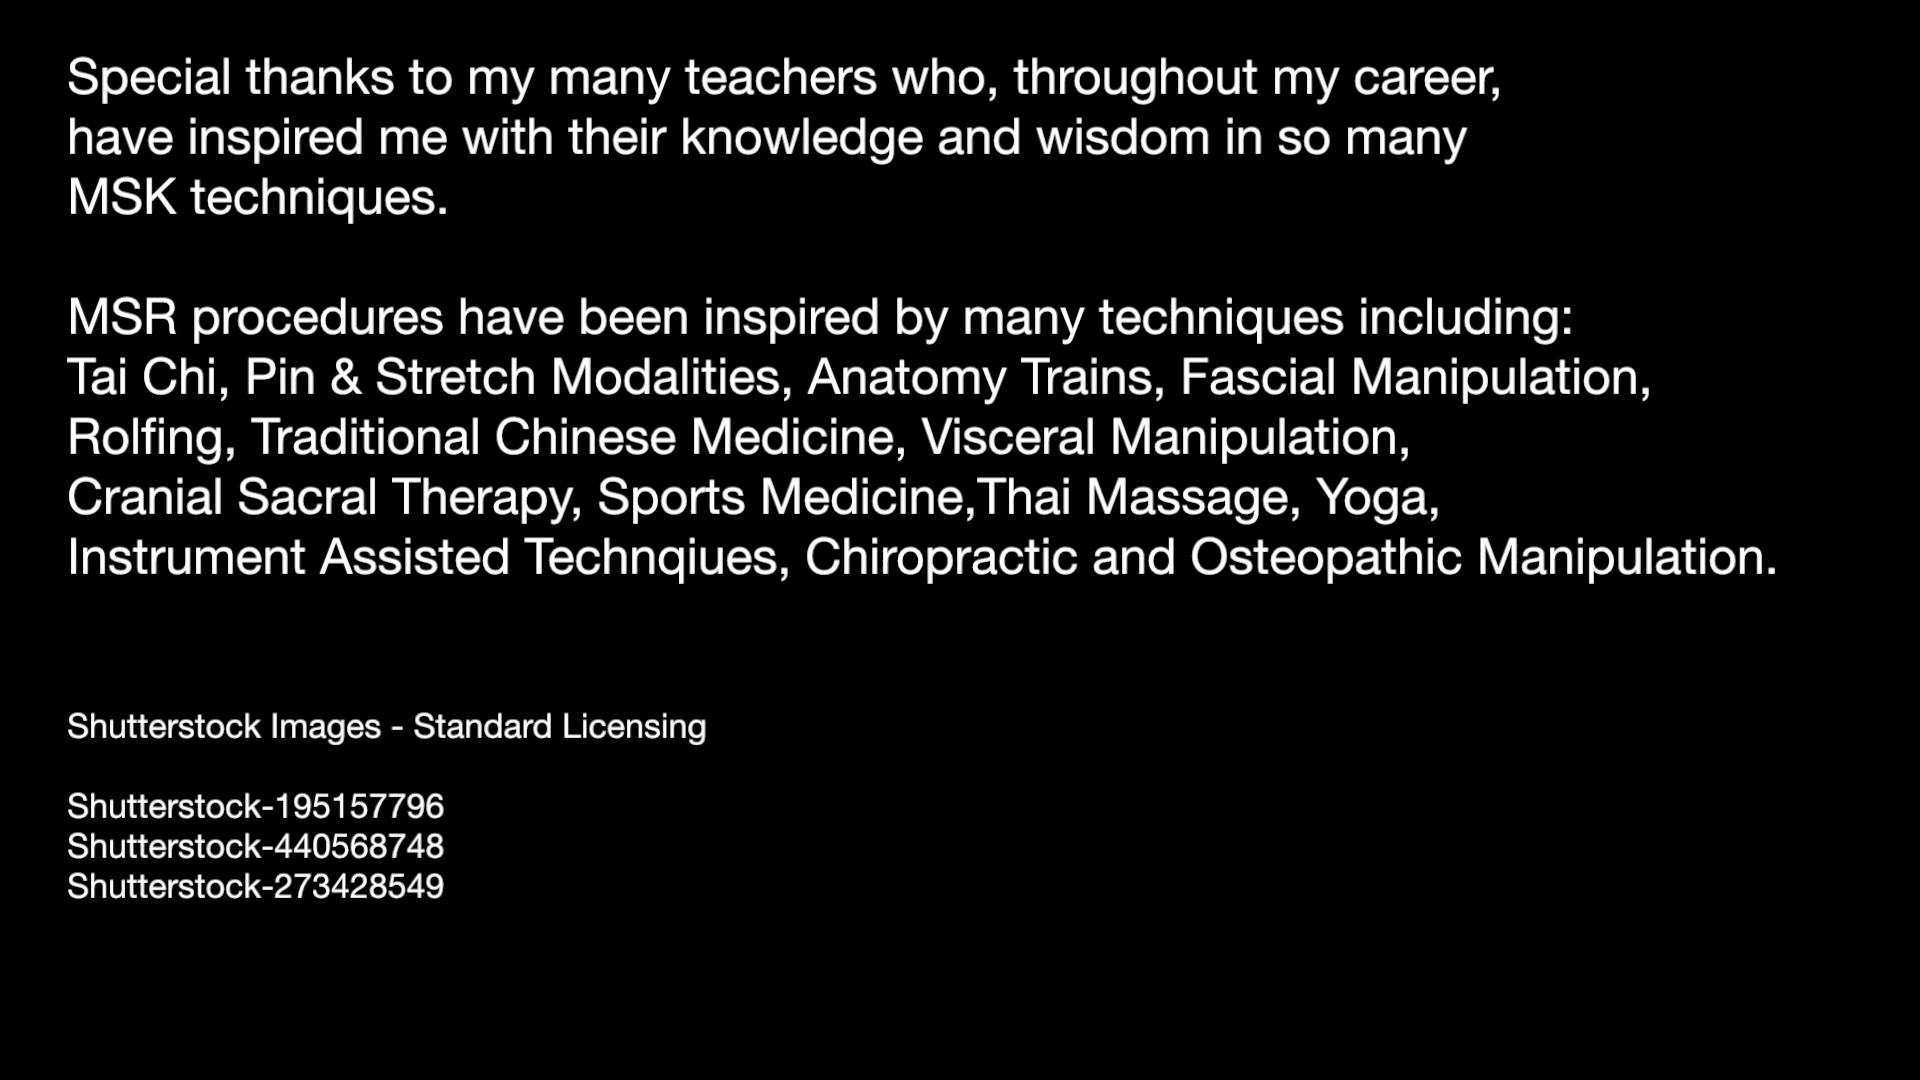 Special thanks to my many teachers who, throughout my career,
have inspired me with their knowledge and wisdom in so many
MSK techniques.
MSR procedures have been inspired by many techniques including:
Tai Chi, Pin & Stretch Modalities, Anatomy Trains, Fascial Manipulation,
Rolfing, Traditional Chinese Medicine, Visceral Manipulation,
Cranial Sacral Therapy, Sports Medicine,Thai Massage, Yoga,
Instrument Assisted Technqiues, Chiropractic and Osteopathic Manipulation.
Shutterstock Images - Standard Licensing
Shutterstock-195157796
Shutterstock-440568748
Shutterstock-273428549